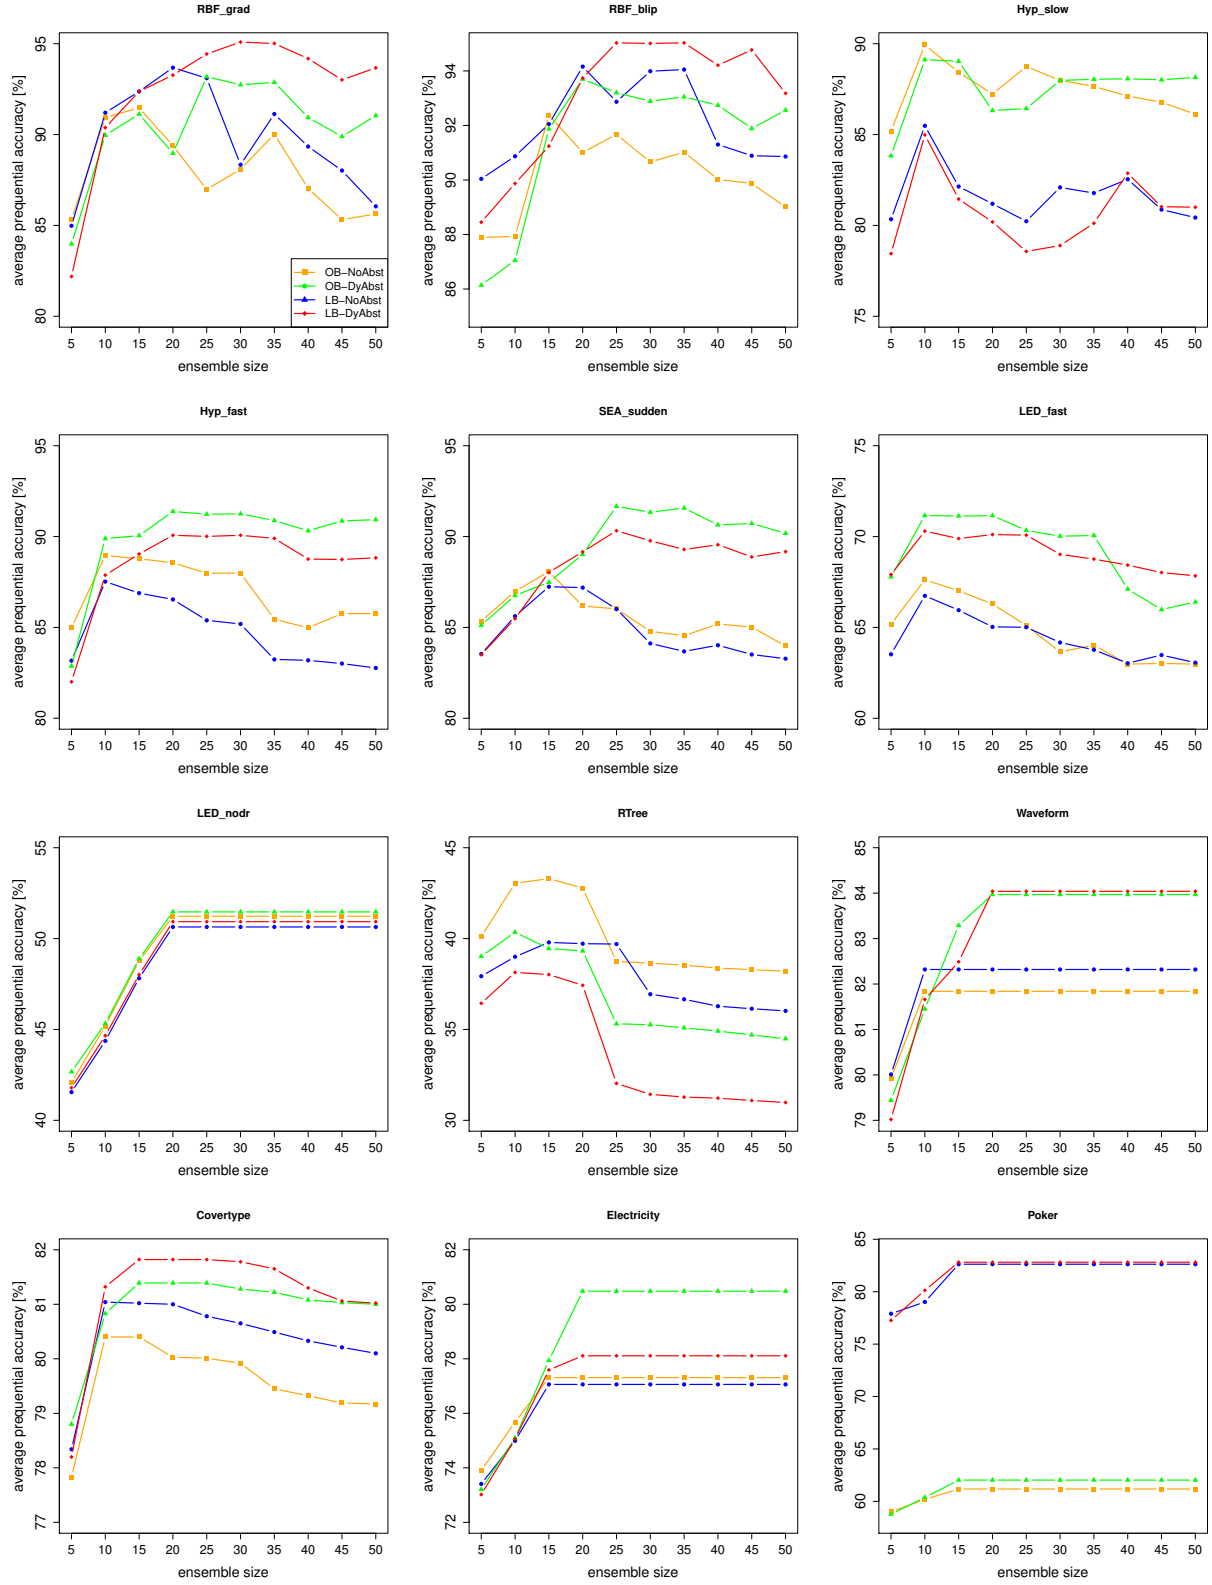 RBF_grad
average prequential accuracy [%]
80 85 90 95
OB-NoAbst
OB-DyAbst
LB-NoAbst
LB-DyAbst
5 10 15 20 25 30 35 40 45 50
ensemble size
RBF_blip
average prequential accuracy [%]
86 88 90 92 94
5 10 15 20 25 30 35 40 45 50
ensemble size
Hyp_slow
average prequential accuracy [%]
75 80 85 90
5 10 15 20 25 30 35 40 45 50
ensemble size
Hyp_fast
average prequential accuracy [%]
80 85 90 95
5 10 15 20 25 30 35 40 45 50
ensemble size
SEA_sudden
average prequential accuracy [%]
80 85 90 95
5 10 15 20 25 30 35 40 45 50
ensemble size
LED_fast
average prequential accuracy [%]
60 65 70 75
5 10 15 20 25 30 35 40 45 50
ensemble size
LED_nodr
average prequential accuracy [%]
40 45 50 55
5 10 15 20 25 30 35 40 45 50
ensemble size
RTree
average prequential accuracy [%]
30 35 40 45
5 10 15 20 25 30 35 40 45 50
ensemble size
Waveform
average prequential accuracy [%]
79 80 81 82 83 84 85
5 10 15 20 25 30 35 40 45 50
ensemble size
Covertype
average prequential accuracy [%]
77 78 79 80 81 82
5 10 15 20 25 30 35 40 45 50
ensemble size
Electricity
average prequential accuracy [%]
72 74 76 78 80 82
5 10 15 20 25 30 35 40 45 50
ensemble size
Poker
average prequential accuracy [%]
60 65 70 75 80 85
5 10 15 20 25 30 35 40 45 50
ensemble size